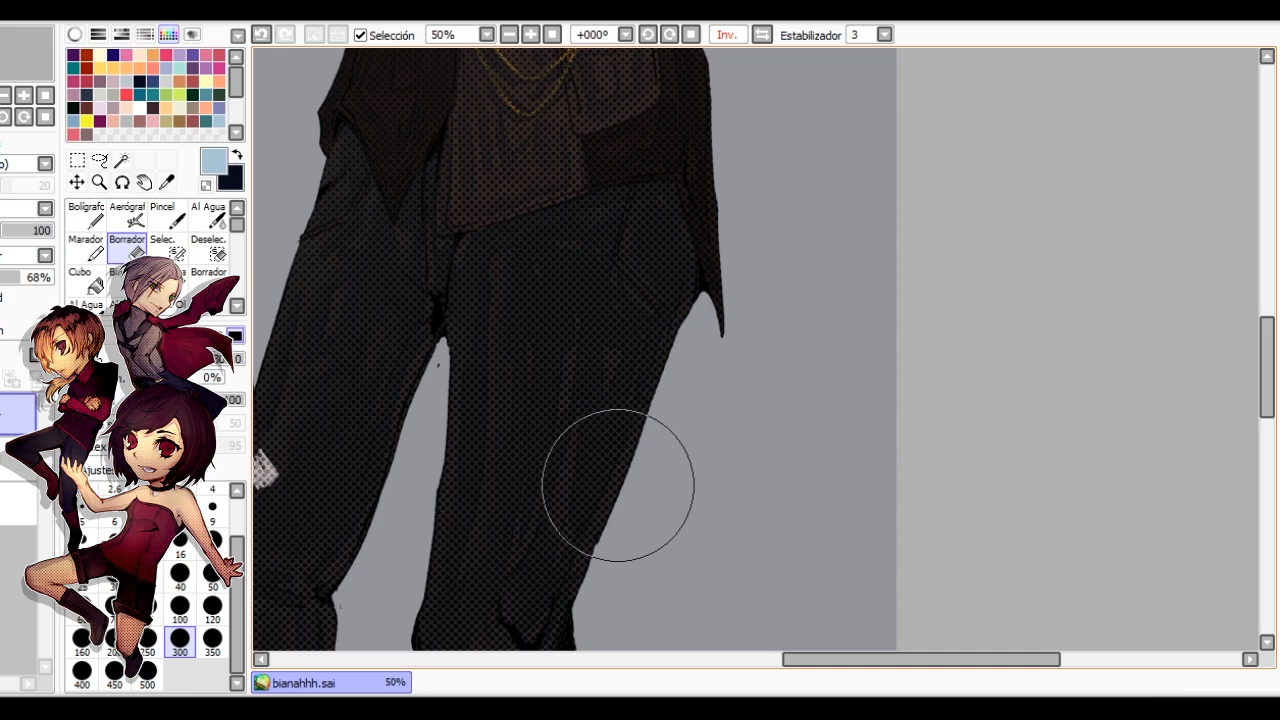 Selección 50% +000° Inv. Estabilizador 3
o)
20
Bolígrafo Aerógraf Pincel Al Agua
100
Marador Borrador Selec. Deselec.
68%
Cubo Borrador
Al Agua
0
0%
100
50
95
Ajuste
2.6 4
5 6 9
16
40 50
100 120
160 250 300 350
400 450 500
bianahhh.sai 50%